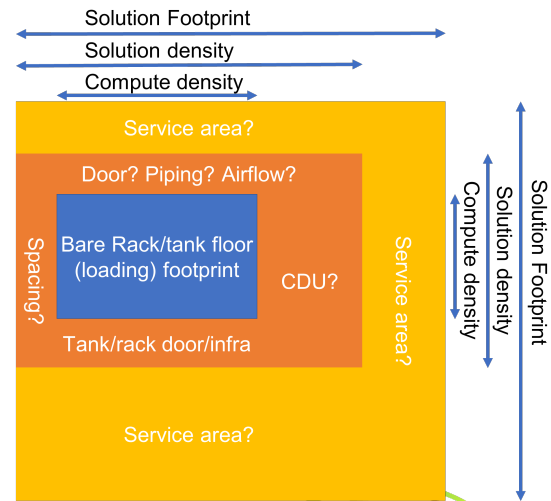 Solution Footprint
Solution density
Compute density
Service area?
Door? Piping? Airflow?
Bare Rack/tank floor
(loading) footprint
Spacing?
CDU?
Tank/rack door/infra
Service area?
Service area?
Compute density
Solution density
Solution Footprint